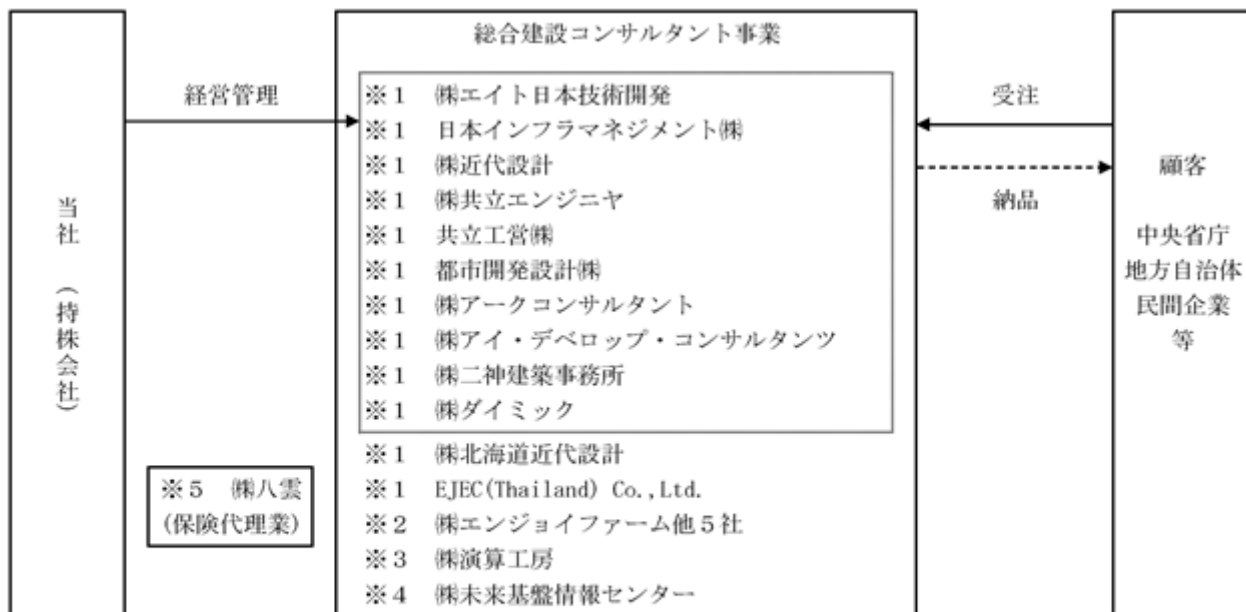 総合建設コンサルタント事業
経営管理
※1 ㈱エイト日本技術開発
※1 日本インフラマネジメント㈱
※1 ㈱近代設計
※1 ㈱共立エンジニヤ
※1 共立工営㈱
※1 都市開発設計㈱
※1 ㈱アークコンサルタント
※1 ㈱アイ・デベロップ・コンサルタンツ
※1 ㈱二神建築事務所
※1 ㈱ダイミック
※1 ㈱北海道近代設計
※1 EJEC(Thailand) Co.,Ltd.
※2 ㈱エンジョイファーム他5社
※3 ㈱演算工房
※4 ㈱未来基盤情報センター
当社 (持株会社)
※5 ㈱八雲
(保険代理業)
受注
納品
顧客
中央省庁
地方自治体
民間企業
等